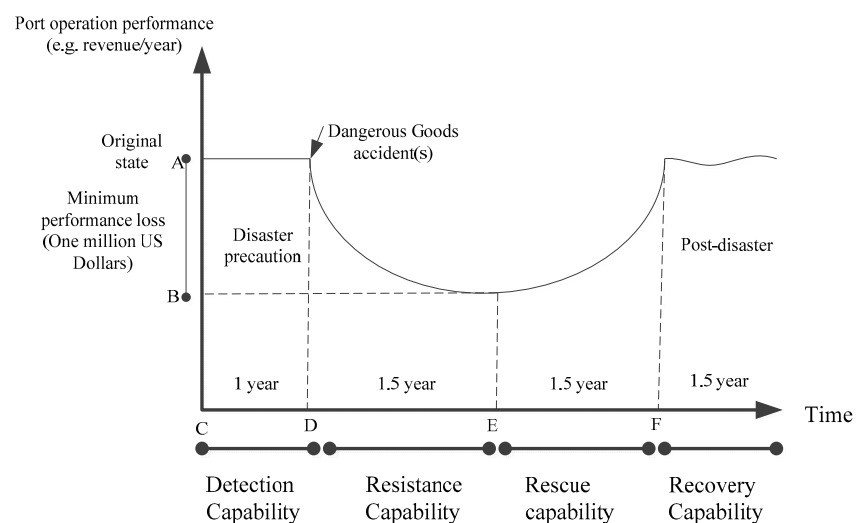 Port operation performance
(e.g. revenue/year)
Original
state
A
Dangerous Goods
accident(s)
Minimum
performance loss
(One million US
Dollars)
Disaster
precaution
Post-disaster
B
1 year
1.5 year
1.5 year
1.5 year
Time
C
D
E
F
Detection
Capability
Resistance
Capability
Rescue
capability
Recovery
Capability